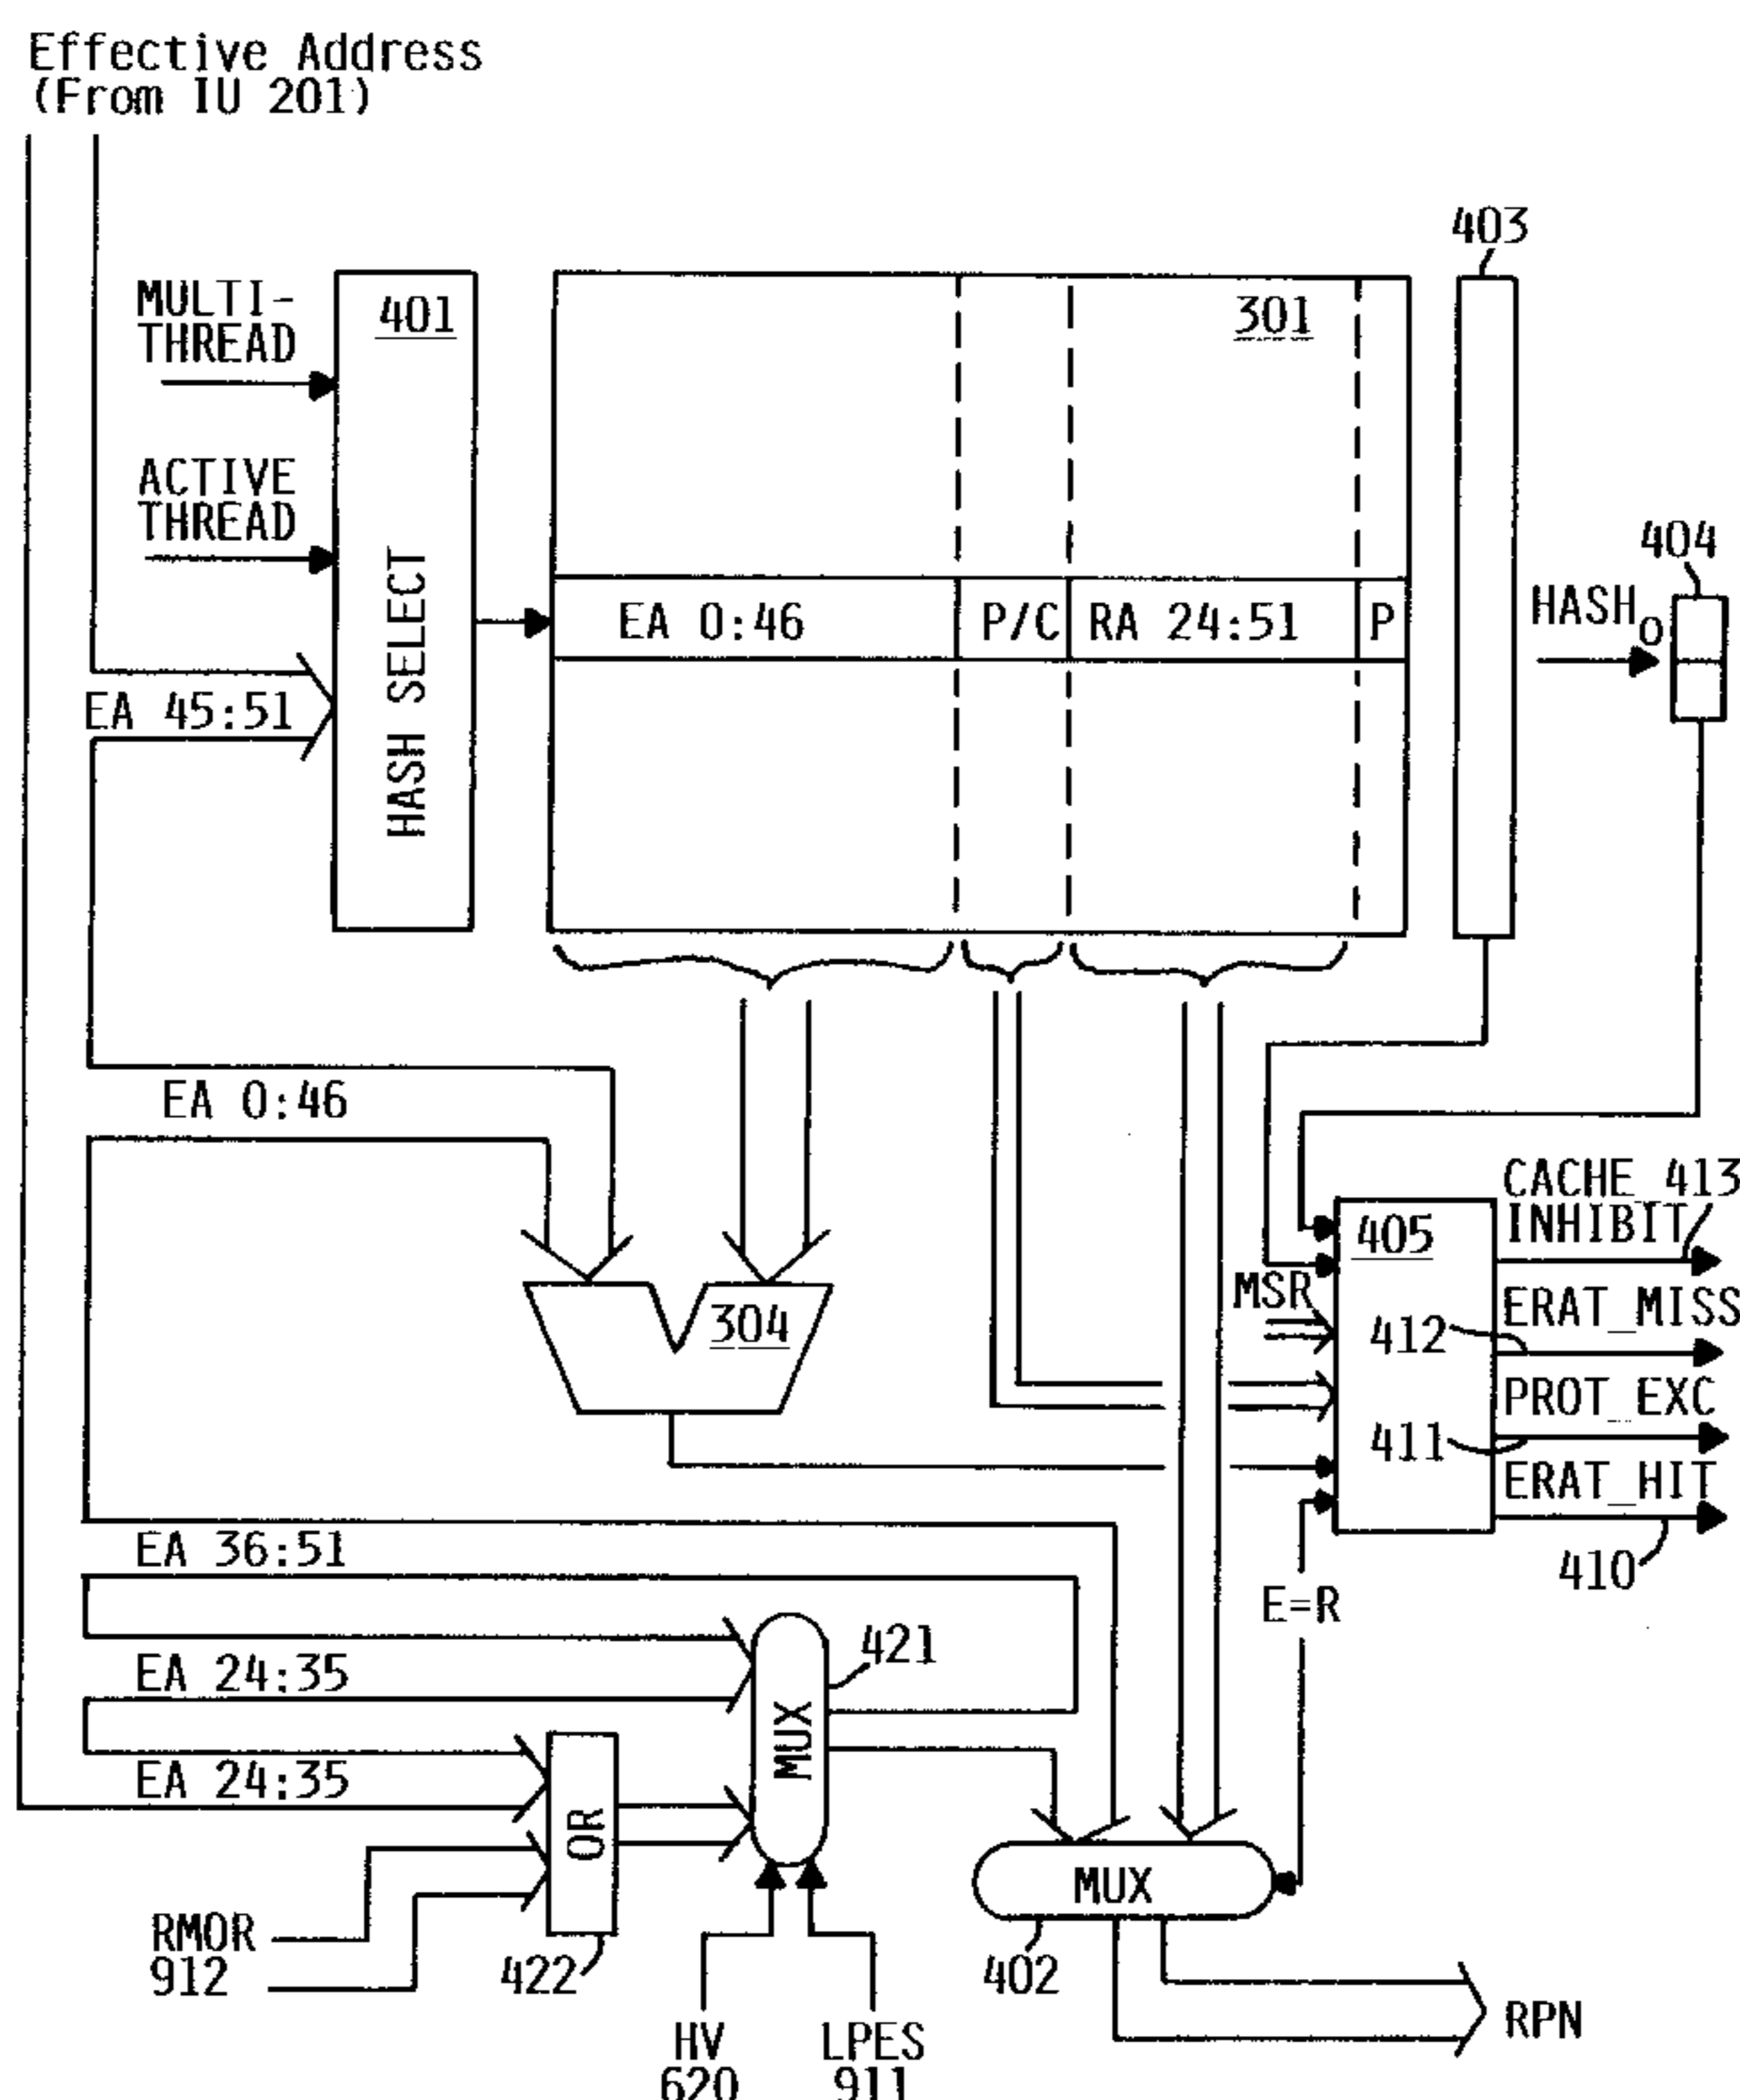 Effective Address
(From IU 201)
403
MULTI-
THREAD
401
301
ACTIVE
THREAD
404
HASH SELECT
EA 0:46
P/C
RA 24:51
P
HASH0
EA 45:51
EA 0:46
CACHE 413
INHIBIT
405
MSR
ERAT_MISS
304
412
PROT_EXC
411
ERAT_HIT
EA 36:51
410
E=R
421
EA 24:35
MUX
EA 24:35
OR
MUX
RMOR
912
422
402
RPN
HV
620
LPES
911